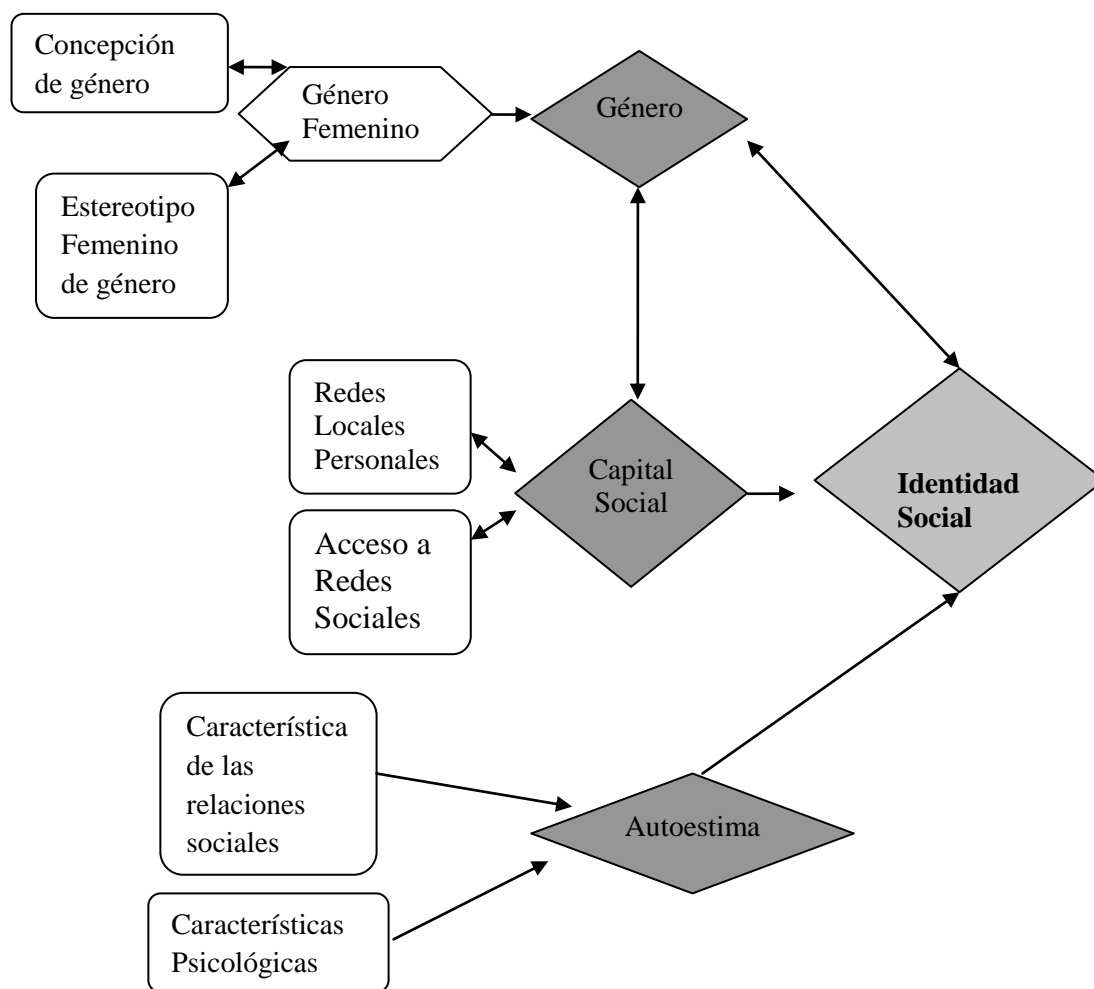 Concepción
de género
Género
Femenino
Género
Estereotipo
Femenino
de género
Redes
Locales
Personales
Capital
Social
Identidad
Social
Acceso a
Redes
Sociales
Característica
de las
relaciones
sociales
Autoestima
Características
Psicológicas